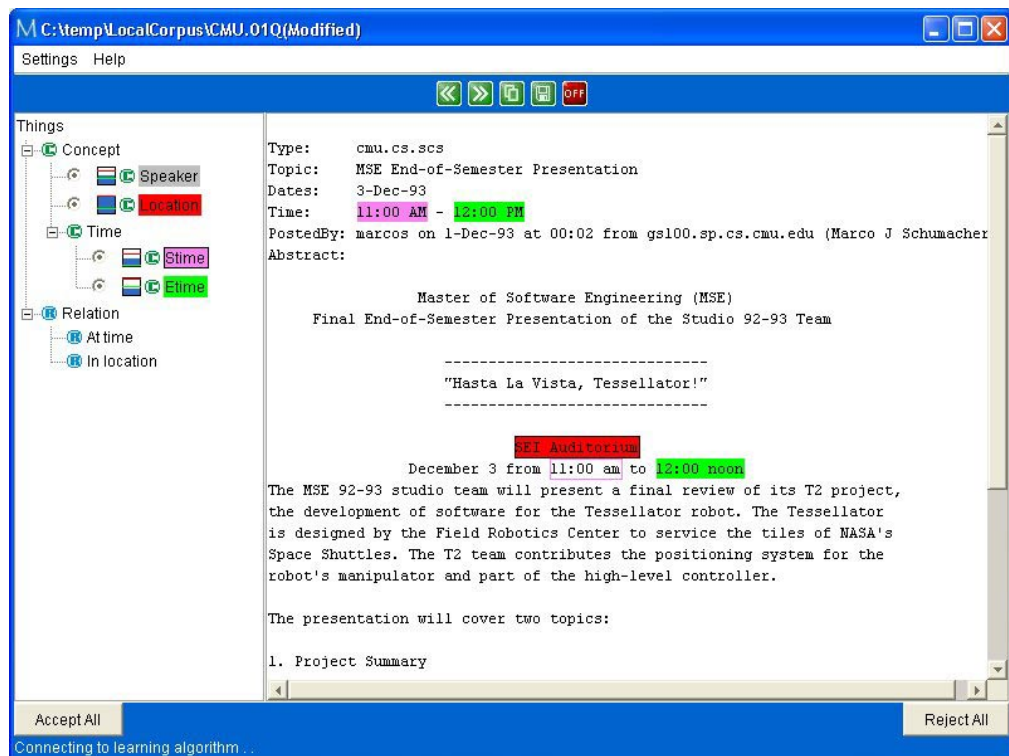 M C:\temp\LocalCorpus\CMU.01Q(Modified)
Settings Help
OFF
Things
C Concept
C Speaker
C Location
C Time
C Stime
C Etime
R Relation
R At time
R In location
Type: cmu.cs.scs
Topic: MSE End-of-Semester Presentation
Dates: 3-Dec-93
Time: 11:00 AM - 12:00 PM
PostedBy: marcos on 1-Dec-93 at 00:02 from gs100.sp.cs.cmu.edu (Marco J Schumacher
Abstract:
Master of Software Engineering (MSE)
Final End-of-Semester Presentation of the Studio 92-93 Team
------------------------------
"Hasta La Vista, Tessellator!"
------------------------------
SEI Auditorium
December 3 from 11:00 am to 12:00 noon
The MSE 92-93 studio team will present a final review of its T2 project,
the development of software for the Tessellator robot. The Tessellator
is designed by the Field Robotics Center to service the tiles of NASA's
Space Shuttles. The T2 team contributes the positioning system for the
robot's manipulator and part of the high-level controller.
The presentation will cover two topics:
1. Project Summary
Accept All
Reject All
Connecting to learning algorithm . .